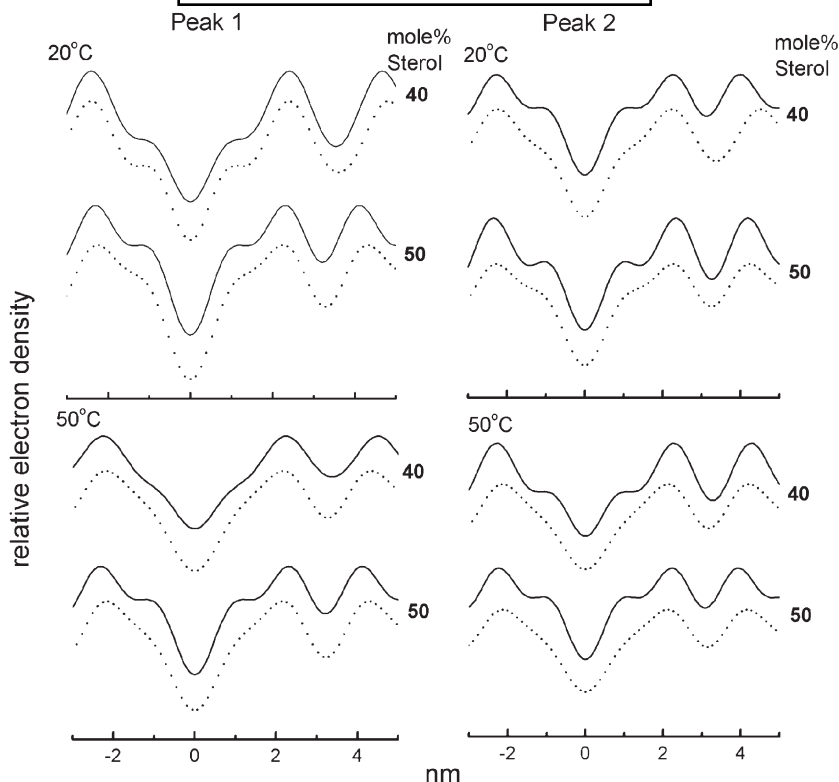 Peak 1
Peak 2
20°C
mole%
Sterol
40
50
20°C
mole%
Sterol
40
50
relative electron density
50°C
40
50
50°C
40
50
-2 0 2 4
-2 0 2 4
nm